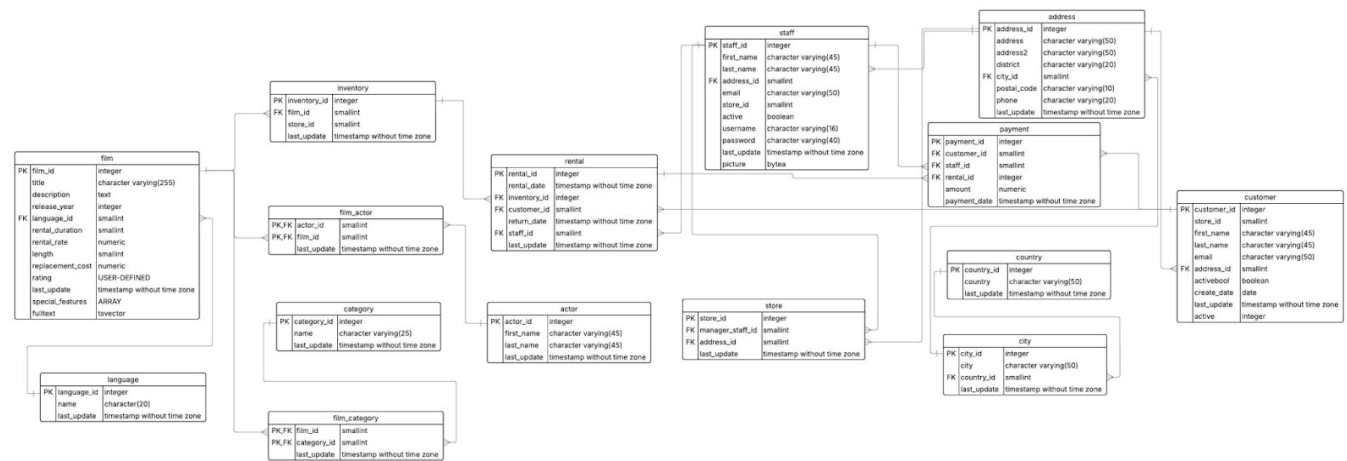 film
PK film_id integer
title character varying(255)
description text
release_year integer
FK language_id smallint
rental_duration smallint
rental_rate numeric
length smallint
replacement_cost numeric
rating USER-DEFINED
last_update timestamp without time zone
special_features ARRAY
fulltext tsvector
language
PK language_id integer
name character(20)
last_update timestamp without time zone
inventory
PK inventory_id integer
FK film_id smallint
store_id smallint
last_update timestamp without time zone
film_actor
PK,FK actor_id smallint
PK,FK film_id smallint
last_update timestamp without time zone
category
PK category_id integer
name character varying(25)
last_update timestamp without time zone
film_category
PK,FK film_id smallint
PK,FK category_id smallint
last_update timestamp without time zone
rental
PK rental_id integer
rental_date timestamp without time zone
FK inventory_id integer
FK customer_id smallint
return_date timestamp without time zone
FK staff_id smallint
last_update timestamp without time zone
actor
PK actor_id integer
first_name character varying(45)
last_name character varying(45)
last_update timestamp without time zone
staff
PK staff_id integer
first_name character varying(45)
last_name character varying(45)
FK address_id smallint
email character varying(50)
store_id smallint
active boolean
username character varying(16)
password character varying(40)
last_update timestamp without time zone
picture bytea
store
PK store_id integer
FK manager_staff_id smallint
FK address_id smallint
last_update timestamp without time zone
address
PK address_id integer
address character varying(50)
address2 character varying(50)
district character varying(20)
FK city_id smallint
postal_code character varying(10)
phone character varying(20)
last_update timestamp without time zone
payment
PK payment_id integer
FK customer_id smallint
FK staff_id smallint
FK rental_id integer
amount numeric
payment_date timestamp without time zone
country
PK country_id integer
country character varying(50)
last_update timestamp without time zone
city
PK city_id integer
city character varying(50)
FK country_id smallint
last_update timestamp without time zone
customer
PK customer_id integer
store_id smallint
first_name character varying(45)
last_name character varying(45)
email character varying(50)
FK address_id smallint
activebool boolean
create_date date
last_update timestamp without time zone
active integer